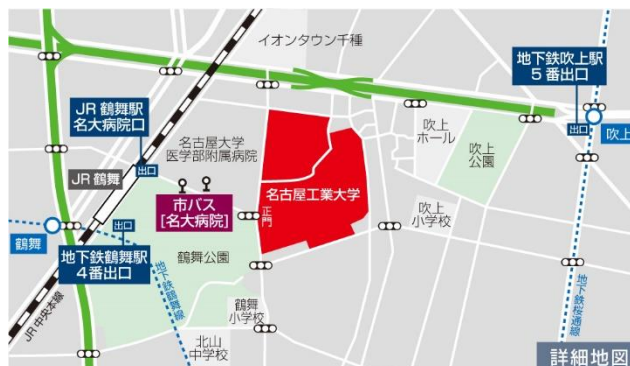 イオンタウン千種
地下鉄吹上駅
5番出口
出口
吹上
JR 鶴舞駅
名大病院口
名古屋大学
医学部附属病院
吹上
ホール
吹上
公園
JR 鶴舞
出口
市バス
[名大病院]
正門
名古屋工業大学
吹上
小学校
出口
鶴舞
地下鉄鶴舞駅
4番出口
鶴舞公園
地下鉄鶴舞線
地下鉄桜通線
JR中央本線
鶴舞
小学校
北山
中学校
詳細地図